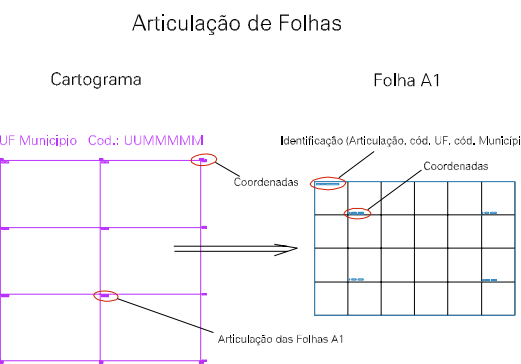 Articulação de Folhas
Cartograma
Folha A1
UF Município Cod.: UUMMMMM
Identificação (Articulação, cód. UF, cód. Municípi
Coordenadas
Coordenadas
Articulação das Folhas A1